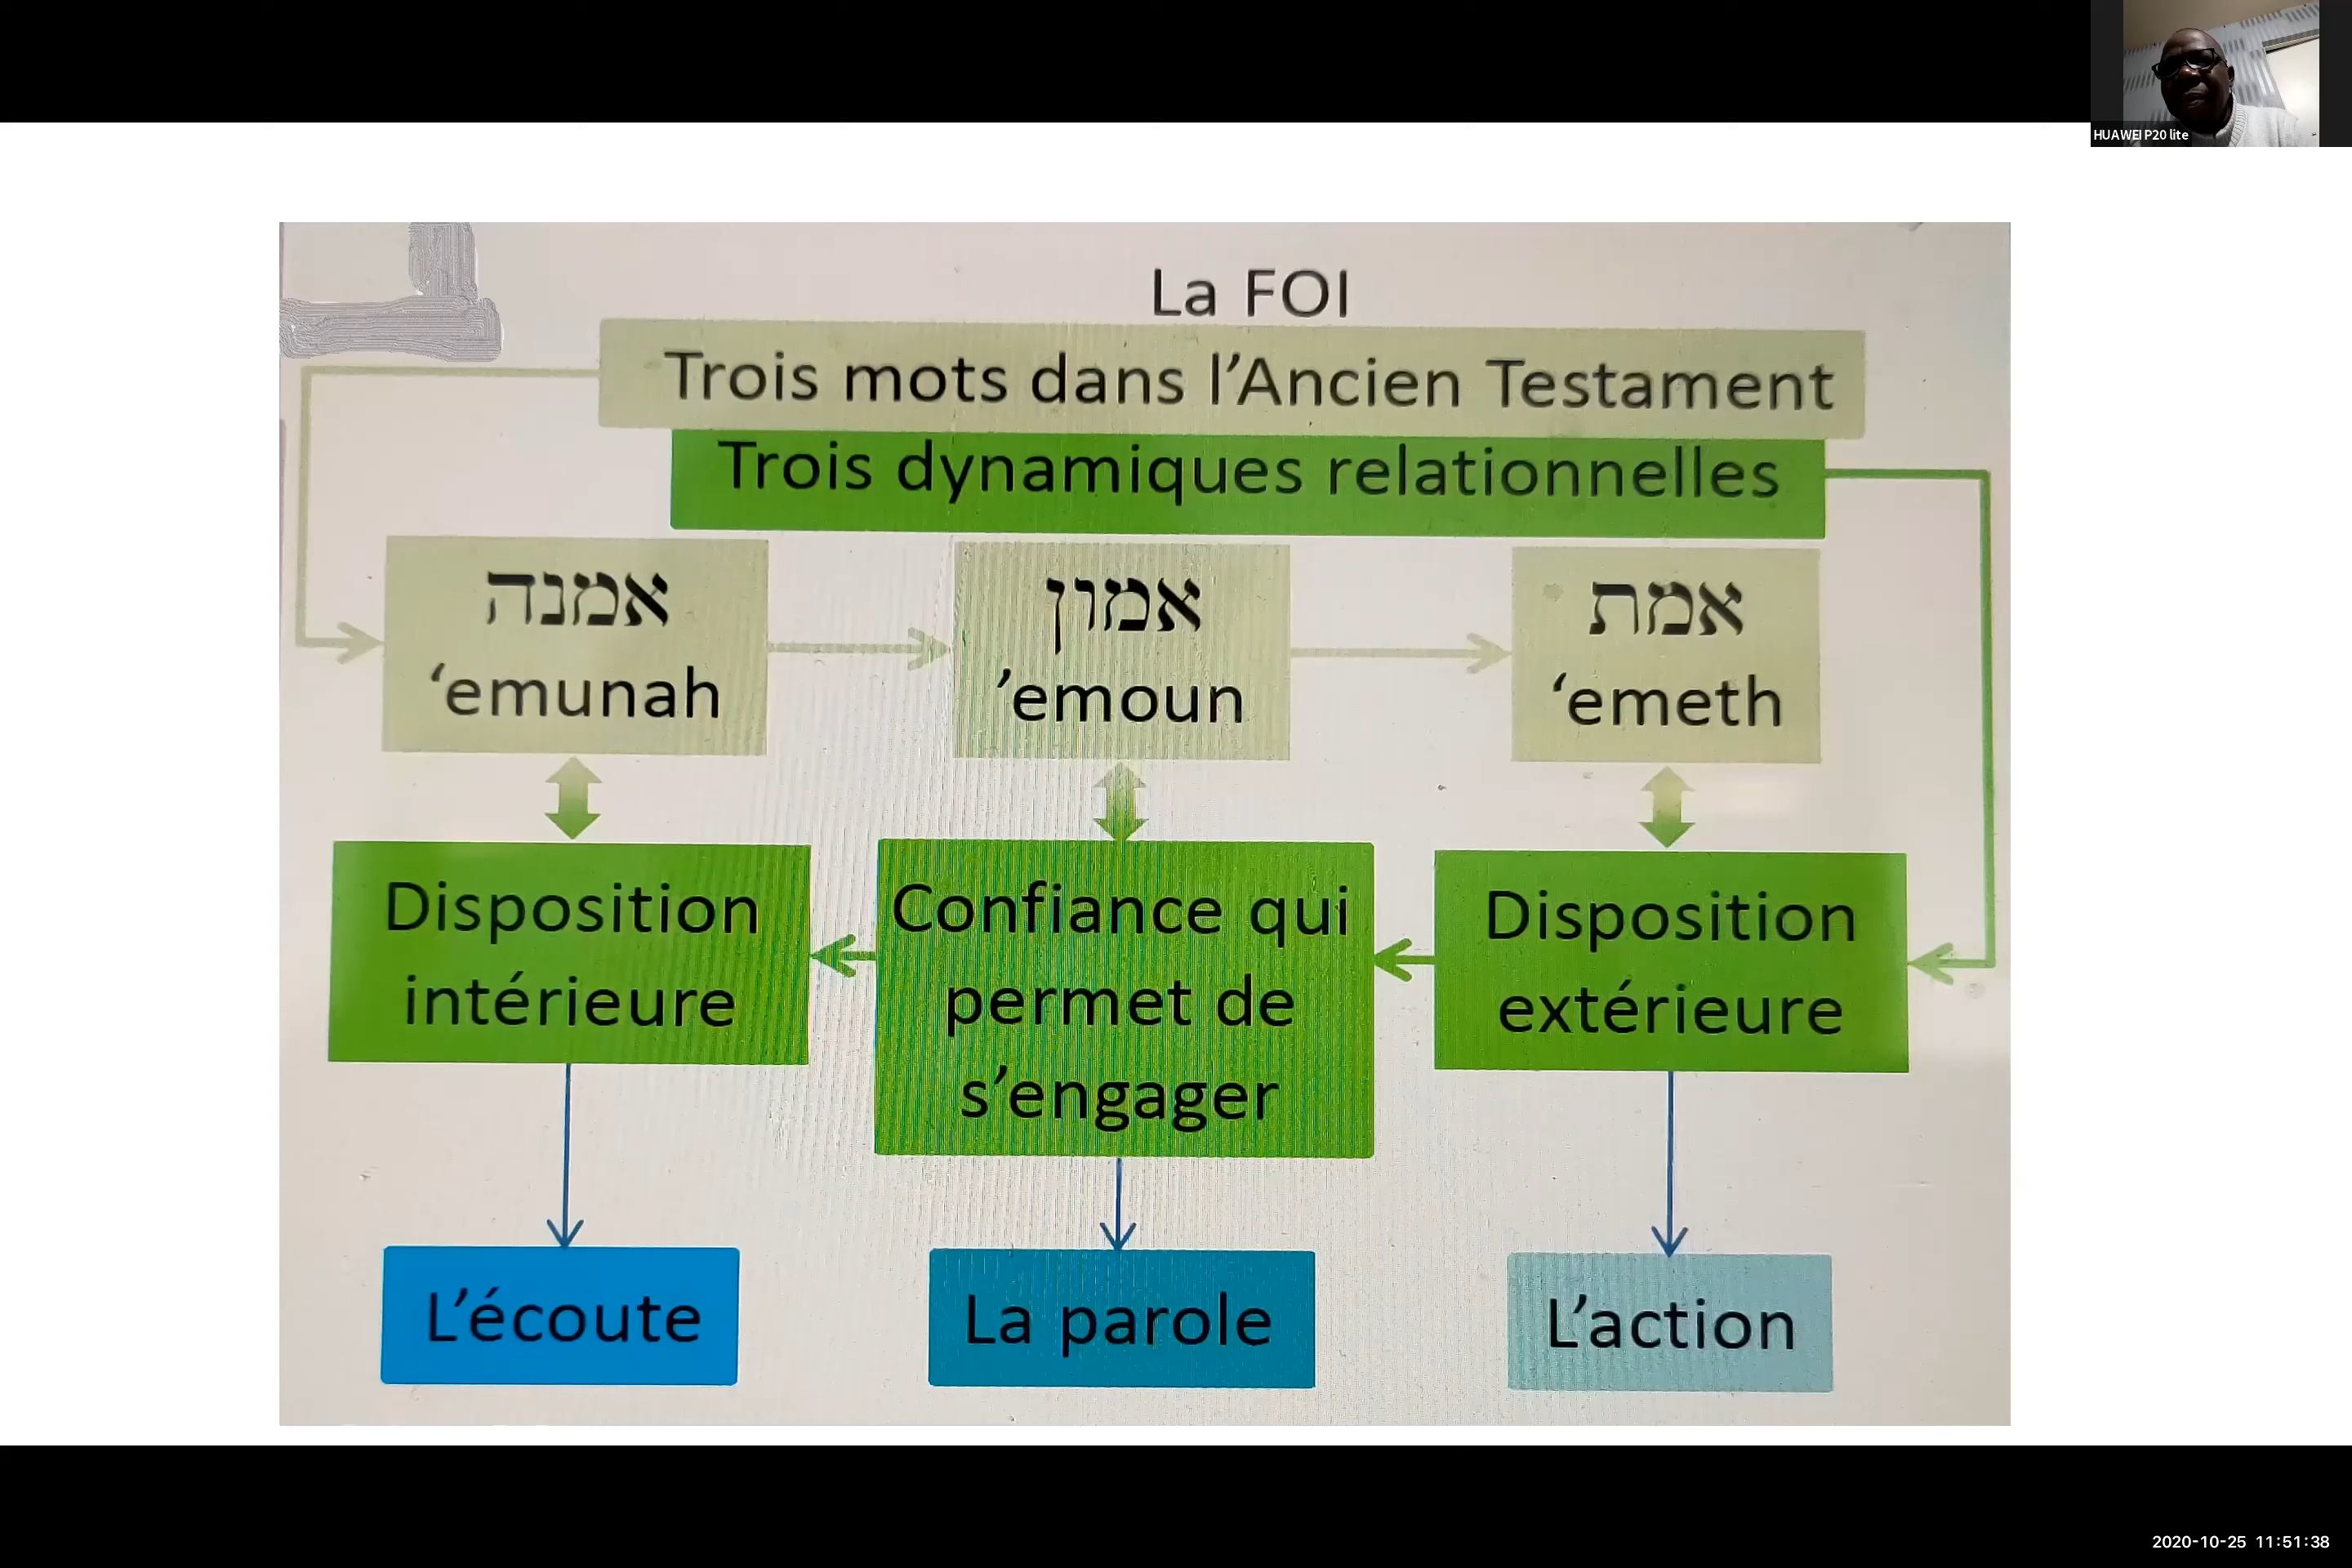 HUAWEI P20 lite
La FOI
Trois mots dans l’Ancien Testament
Trois dynamiques relationnelles
אמנה
‘emunah
אמון
’emoun
אמת
‘emeth
Disposition
intérieure
Confiance qui
permet de
s’engager
Disposition
extérieure
L’écoute
La parole
L’action
2020-10-25 11:51:38